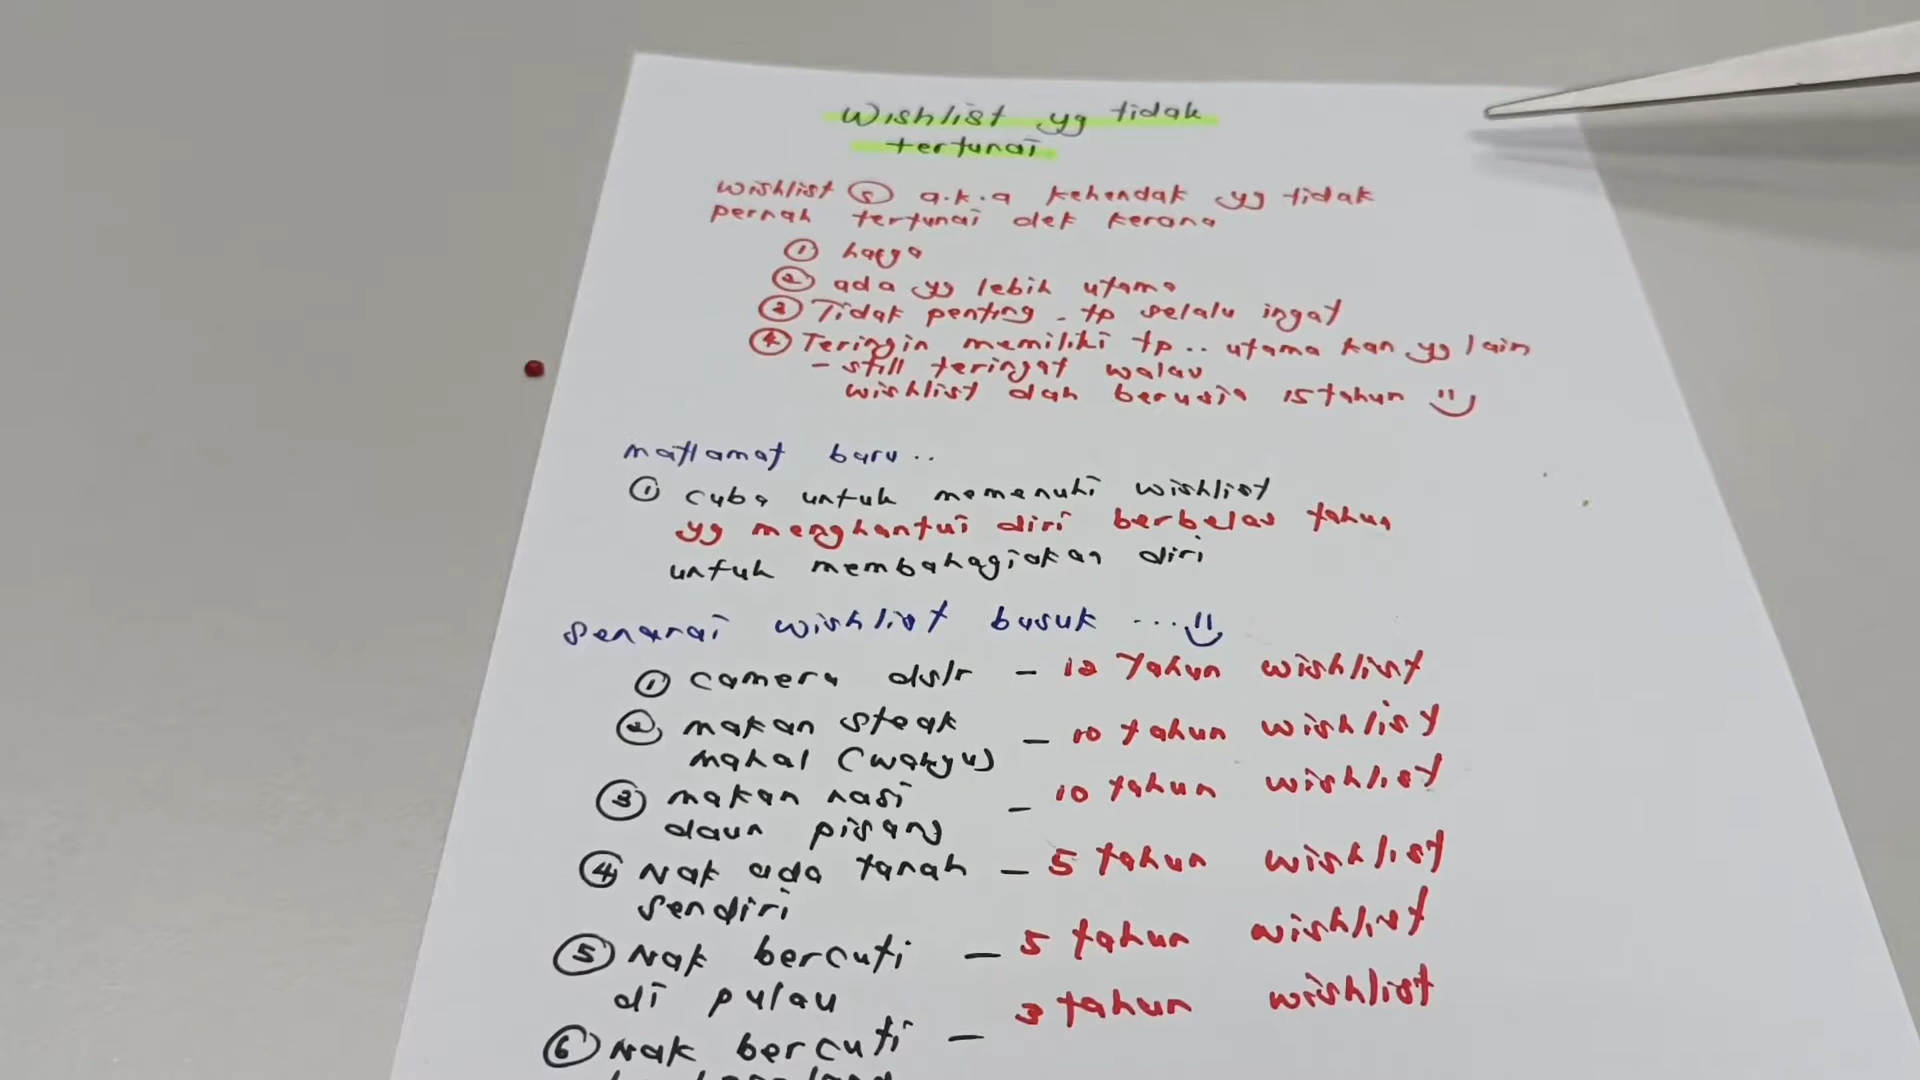 Wishlist yg tidak
tertunai
wishlist (s) a.k.a kehendak yg tidak
pernah tertunai dek kerana
① harga
② ada yg lebih utama
③ Tidak penting - tp selalu ingat
④ Teringin memiliki tp.. utama kan yg lain
- still teringat walau
wishlist dah berusia 15 tahun
matlamat baru..
① cuba untuk memenuhi wishlist
yg menghantui diri berbelas tahun
untuk membahagiakan diri
Senarai wishlist busuk ...
① camera dslr - 12 Tahun wishlist
② makan steak - 10 tahun wishlist
mahal (wagyu)
③ makan nasi - 10 tahun wishlist
daun pisang
④ Nak ada tanah - 5 tahun wishlist
sendiri
⑤ Nak bercuti - 5 tahun wishlist
di pulau
⑥ Nak bercuti - 3 tahun wishlist